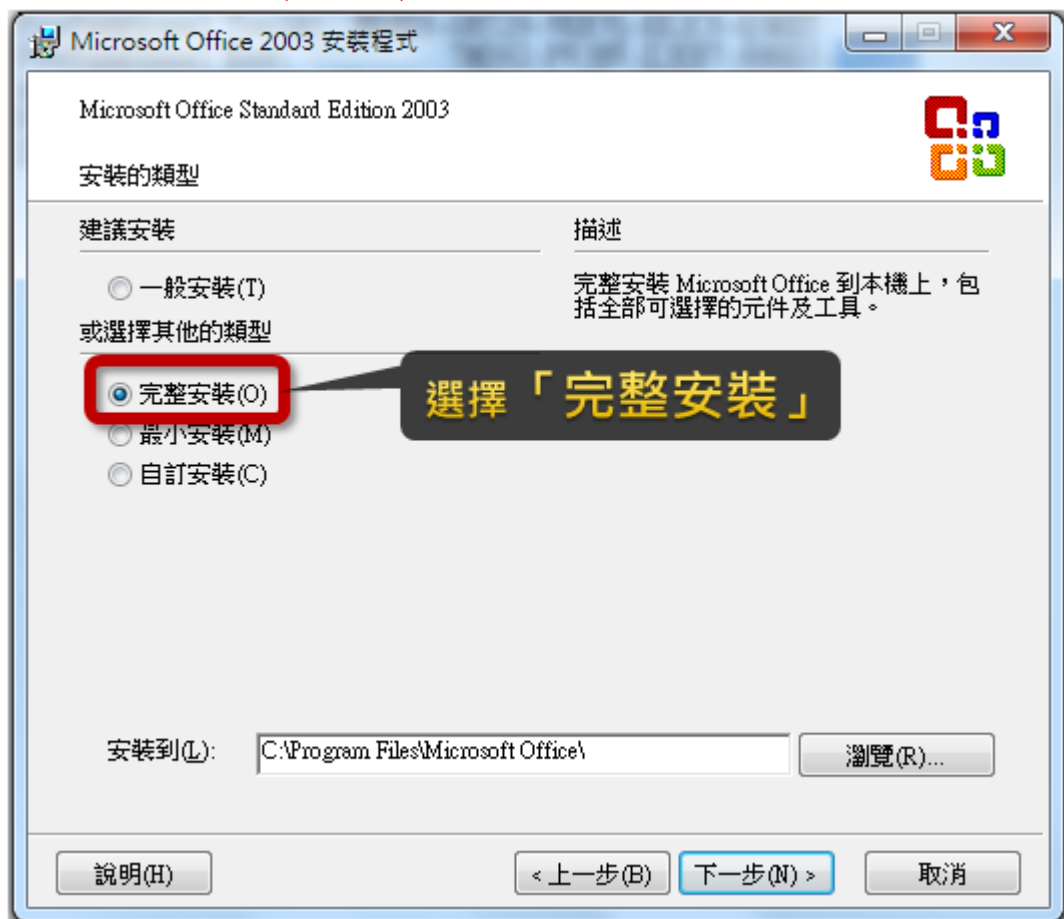 Microsoft Office 2003 安裝程式
Microsoft Office Standard Edition 2003
安裝的類型
建議安裝
描述
一般安裝(T)
完整安裝 Microsoft Office 到本機上，包
括全部可選擇的元件及工具。
或選擇其他的類型
完整安裝(O)
選擇「完整安裝」
最小安裝(M)
自訂安裝(C)
安裝到(L):
C:\Program Files\Microsoft Office\
瀏覽(R)...
說明(H)
< 上一步(B)
下一步(N) >
取消